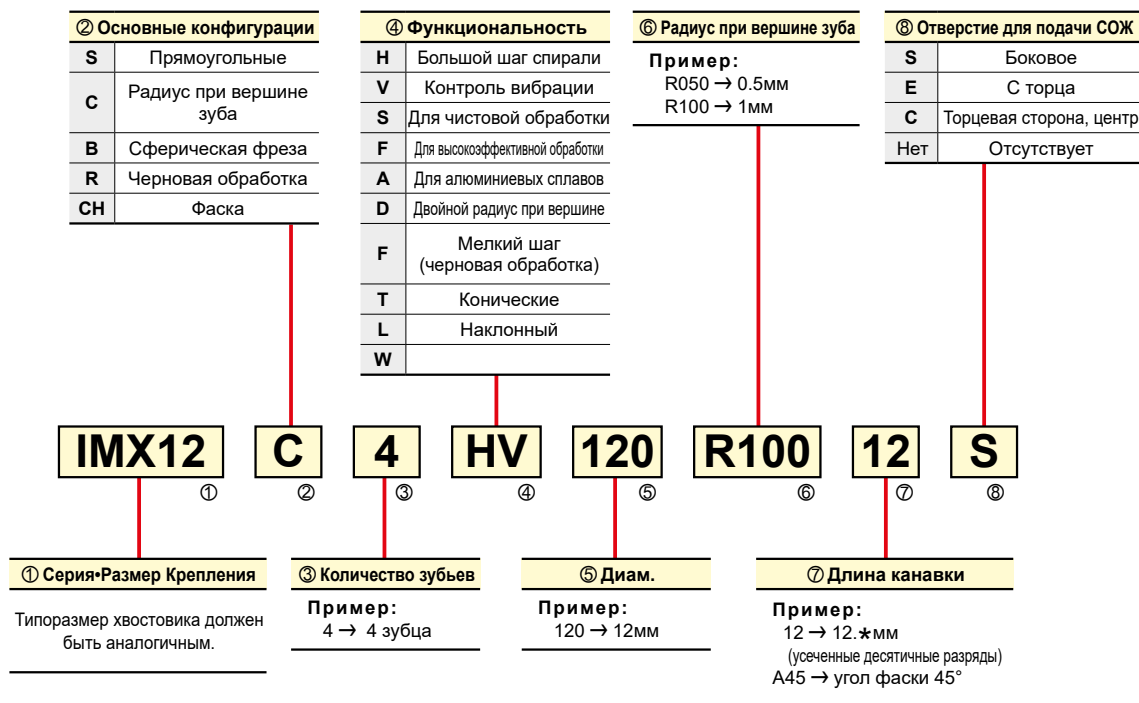 ② Основные конфигурации
S Прямоугольные
C Радиус при вершине
зуба
B Сферическая фреза
R Черновая обработка
CH Фаска
④ Функциональность
H Большой шаг спирали
V Контроль вибрации
S Для чистовой обработки
F Для высокоэффективной обработки
A Для алюминиевых сплавов
D Двойной радиус при вершине
F Мелкий шаг
(черновая обработка)
T Конические
L Наклонный
W
⑥ Радиус при вершине зуба
Пример:
R050 → 0.5мм
R100 → 1мм
⑧ Отверстие для подачи СОЖ
S Боковое
E С торца
C Торцевая сторона, центр
Нет Отсутствует
IMX12 C 4 HV 120 R100 12 S
① ② ③ ④ ⑤ ⑥ ⑦ ⑧
① Серия•Размер Крепления
Типоразмер хвостовика должен
быть аналогичным.
③ Количество зубьев
Пример:
4 → 4 зубца
⑤ Диам.
Пример:
120 → 12мм
⑦ Длина канавки
Пример:
12 → 12.★мм
(усеченные десятичные разряды)
A45 → угол фаски 45°